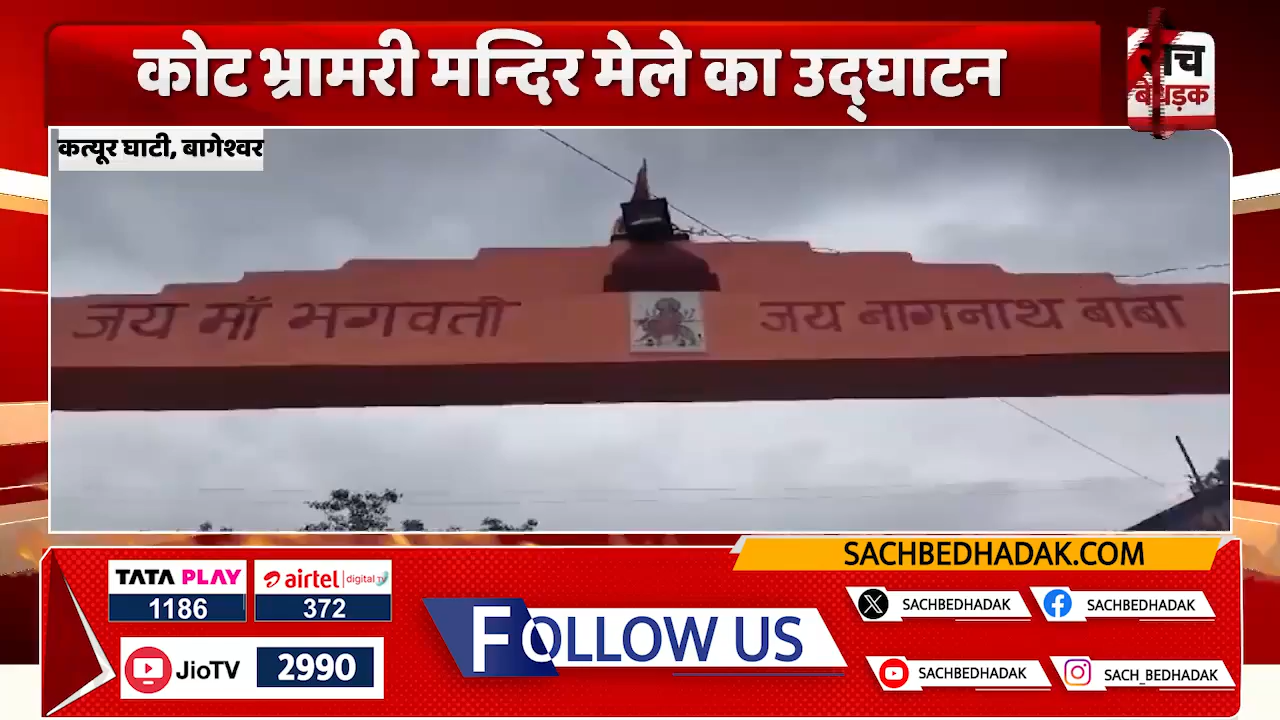 कोट भ्रामरी मन्दिर मेले का उद्घाटन
सच
बेधड़क
कत्यूर घाटी, बागेश्वर
जय माँ भगवती
जय नागनाथ बाबा
SACHBEDHADAK.COM
TATA PLAY
1186
airtel digital TV
372
JioTV
2990
FOLLOW US
SACHBEDHADAK
SACHBEDHADAK
SACHBEDHADAK
SACH_BEDHADAK